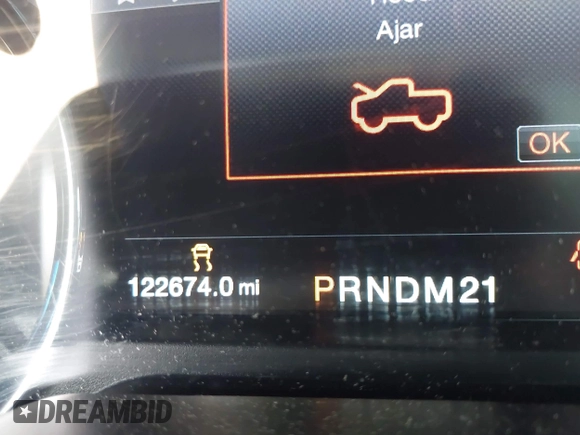 Ajar
OK
122674.0 mi
PRNDM21
DREAMBID